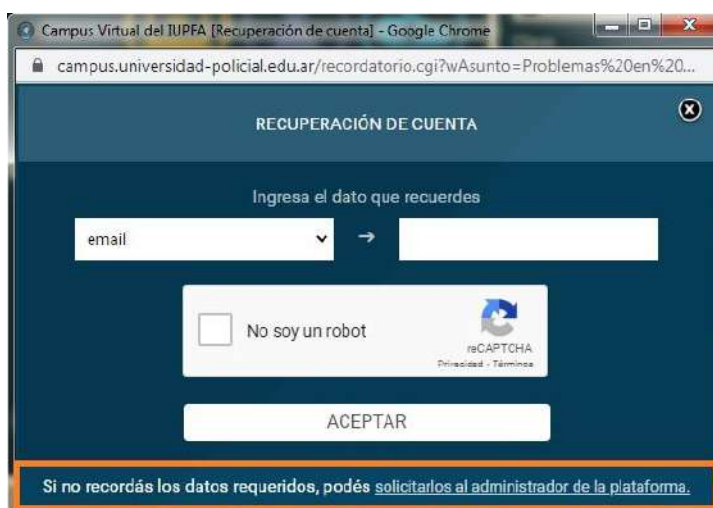 Campus Virtual del IUPFA [Recuperación de cuenta] - Google Chrome
campus.universidad-policial.edu.ar/recordatorio.cgi?wAsunto=Problemas%20en%20...
RECUPERACIÓN DE CUENTA
Ingresa el dato que recuerdes
email
No soy un robot
reCAPTCHA
Privacidad - Términos
ACEPTAR
Si no recordás los datos requeridos, podés solicitarlos al administrador de la plataforma.